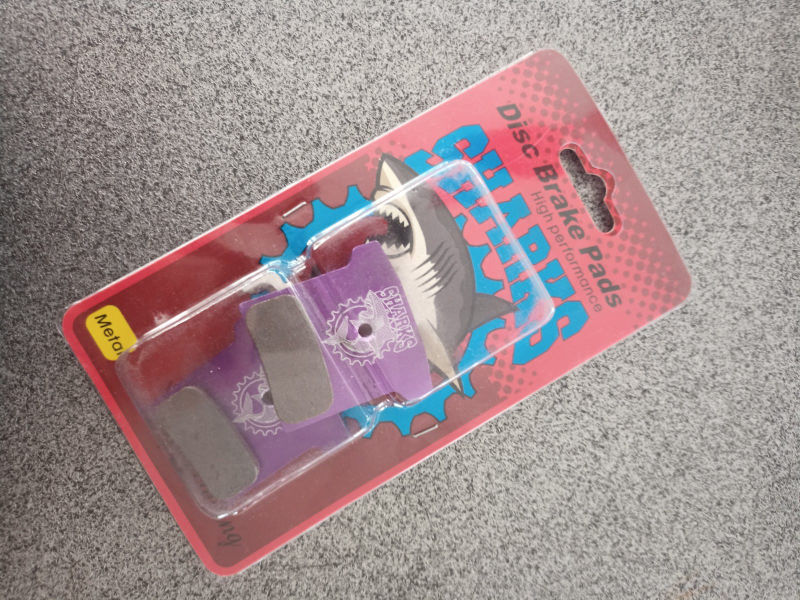 Disc Brake Pads
SHARKS
High performance
SHARKS